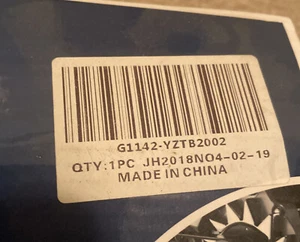 G1142-YZTB2002
QTY:1PC JH2018NO4-02-19
MADE IN CHINA